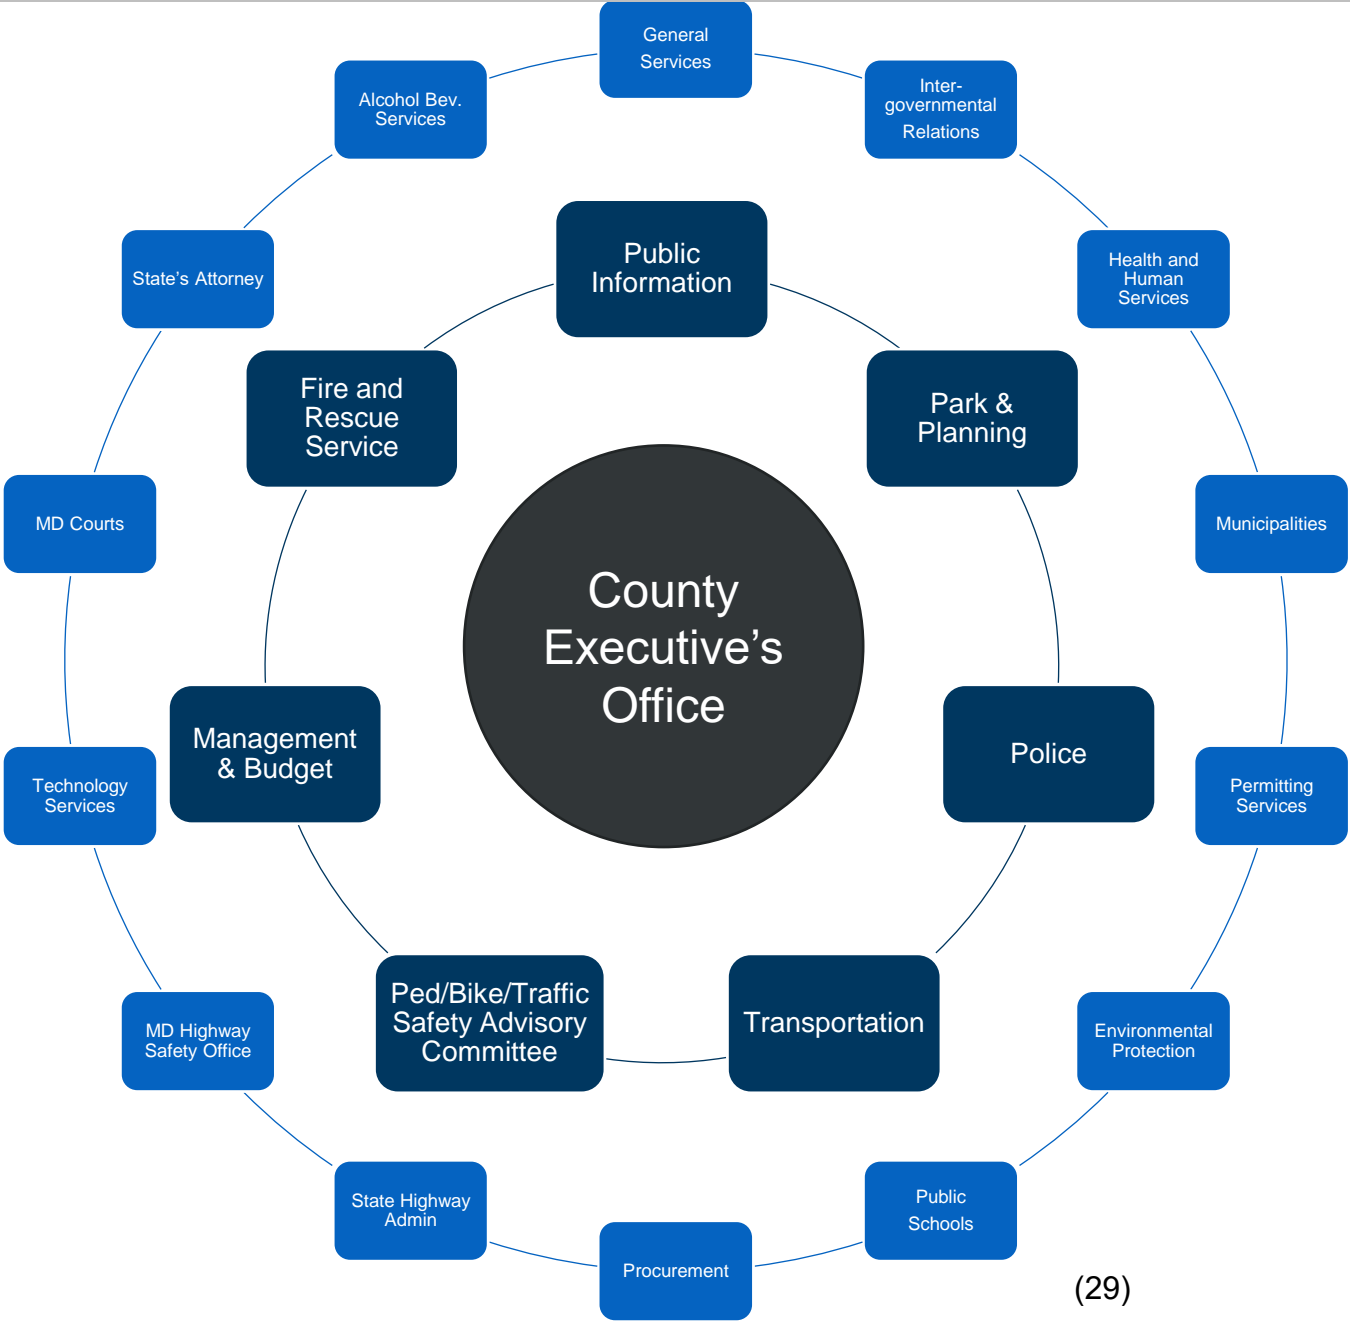 General
Services
Inter-
governmental
Relations
Health and
Human
Services
Municipalities
Permitting
Services
Environmental
Protection
Public
Schools
Procurement
State Highway
Admin
MD Highway
Safety Office
Technology
Services
MD Courts
State’s Attorney
Alcohol Bev.
Services
Public
Information
Park &
Planning
Police
Transportation
Ped/Bike/Traffic
Safety Advisory
Committee
Management
& Budget
Fire and
Rescue
Service
County
Executive’s
Office
(29)